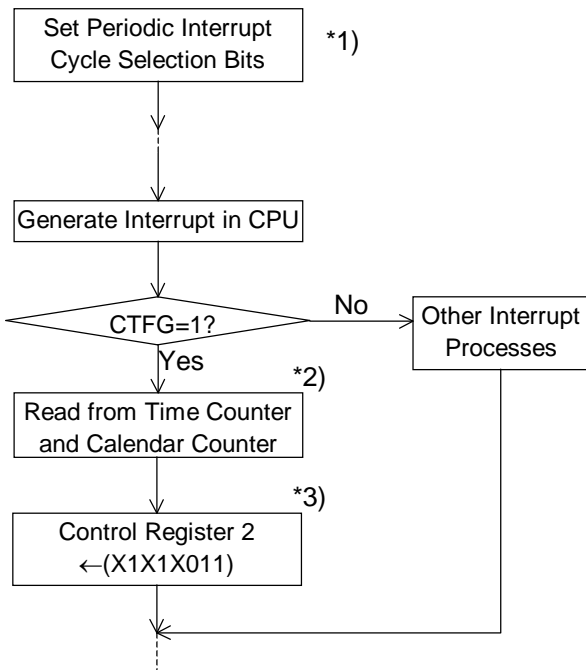 Set Periodic Interrupt
Cycle Selection Bits
*1)
Generate Interrupt in CPU
CTFG=1?
No
Other Interrupt
Processes
Yes
*2)
Read from Time Counter
and Calendar Counter
*3)
Control Register 2
←(X1X1X011)